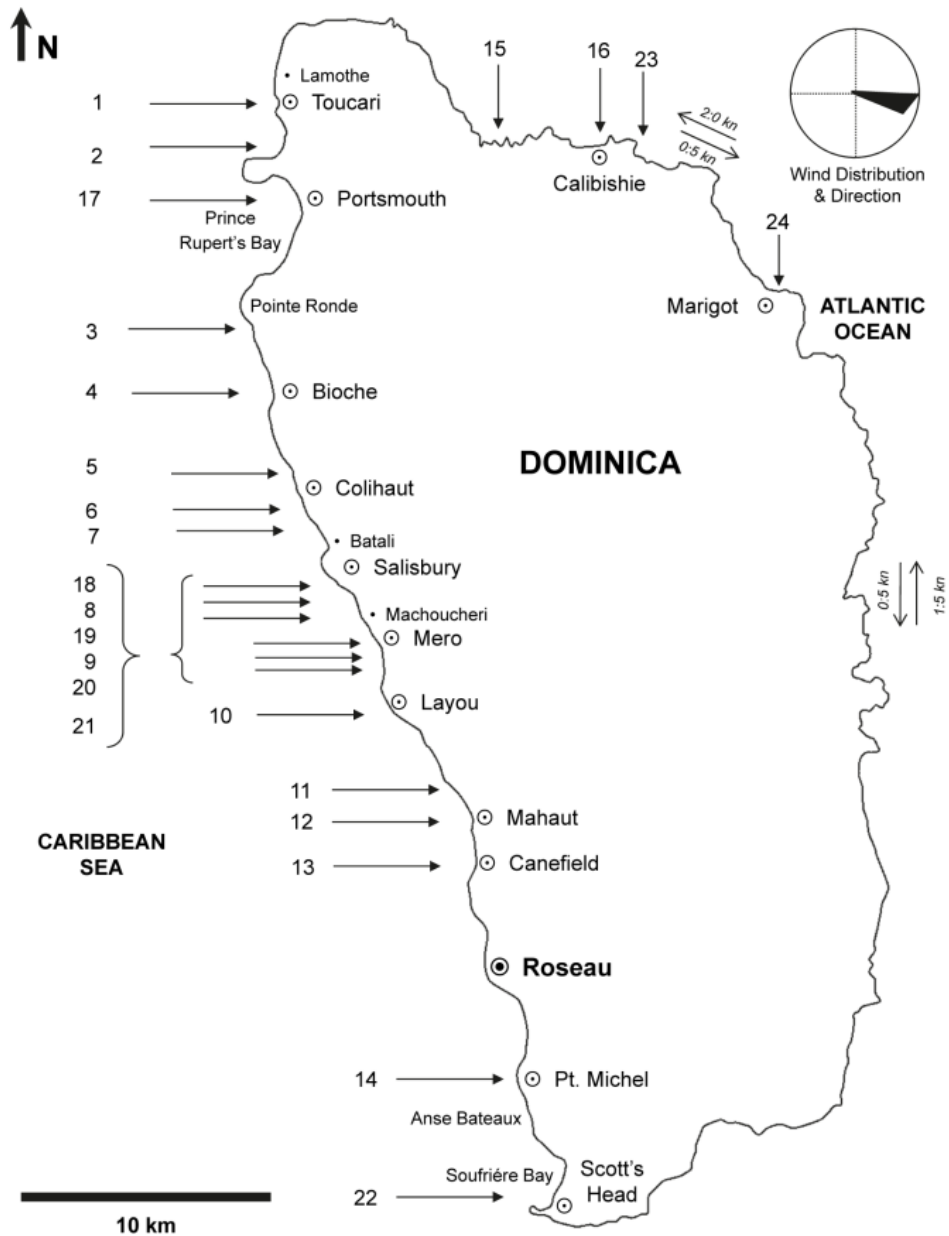 N
15
16
23
Lamothe
1
Toucari
2:0 kn
0:5 kn
2
Calibishie
Wind Distribution
& Direction
17
Portsmouth
Prince
Rupert's Bay
24
Pointe Ronde
Marigot
ATLANTIC
OCEAN
3
4
Bioche
DOMINICA
5
Colihaut
6
7
Batali
Salisbury
18
8
Machoucheri
19
Mero
9
20
21
Layou
10
0:5 kn
1:5 kn
11
12
Mahaut
CARIBBEAN
SEA
13
Canefield
Roseau
14
Pt. Michel
Anse Bateaux
Soufriére Bay
Scott's
Head
22
10 km